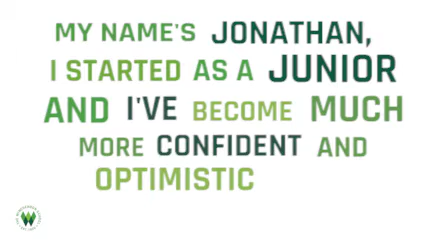 MY NAME'S JONATHAN,
I STARTED AS A JUNIOR
AND I'VE BECOME MUCH
MORE CONFIDENT AND
OPTIMISTIC